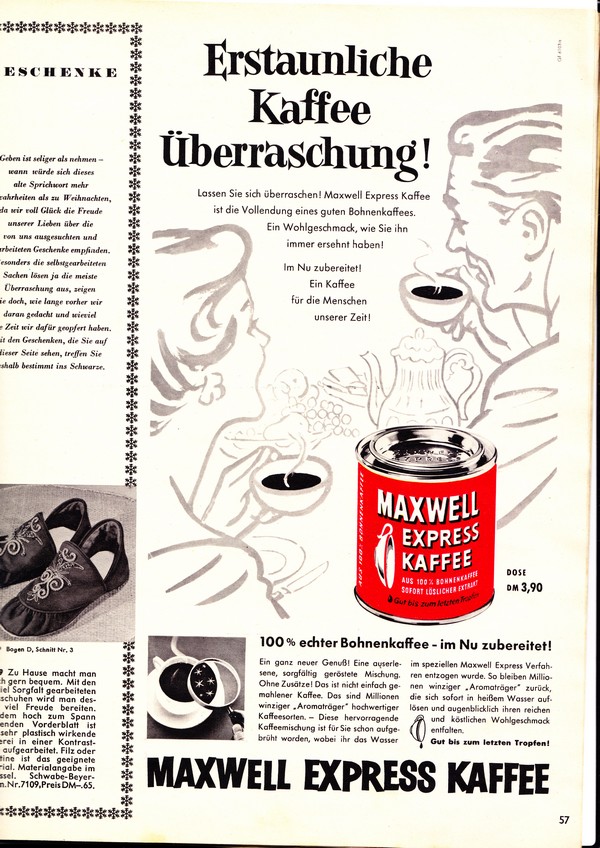 ESCHENKE
Geben ist seliger als nehmen –
wann würde sich dieses
alte Sprichwort mehr
wahrheiten als zu Weihnachten,
da wir voll Glück die Freude
unserer Lieben über die
von uns ausgesuchten und
arbeiteten Geschenke empfinden.
esonders die selbstgearbeiteten
Sachen lösen ja die meiste
Überraschung aus, zeigen
ie doch, wie lange vorher wir
daran gedacht und wieviel
e Zeit wir dafür geopfert haben.
it den Geschenken, die Sie auf
dieser Seite sehen, treffen Sie
shalb bestimmt ins Schwarze.
Bogen D, Schnitt Nr. 3
Zu Hause macht man
h gern bequem. Mit den
iel Sorgfalt gearbeiteten
sschuhen wird man des-
viel Freude bereiten.
dem hoch zum Spann
enden Vorderblatt ist
sehr plastisch wirkende
erei in einer Kontrast-
aufgearbeitet. Filz oder
tine ist das geeignete
rial. Materialangabe im
ssel. Schwabe-Beyer-
n. Nr. 7109, Preis DM –.65.
Erstaunliche
Kaffee
Überraschung!
Lassen Sie sich überraschen! Maxwell Express Kaffee
ist die Vollendung eines guten Bohnenkaffees.
Ein Wohlgeschmack, wie Sie ihn
immer ersehnt haben!
Im Nu zubereitet!
Ein Kaffee
für die Menschen
unserer Zeit!
AUS 100% BOHNENKAFFEE
MAXWELL
EXPRESS
KAFFEE
AUS 100% BOHNENKAFFEE
SOFORT LÖSLICHER EXTRAKT
Gut bis zum letzten Tropfen
DOSE
DM 3,90
100% echter Bohnenkaffee - im Nu zubereitet!
Ein ganz neuer Genuß! Eine auserle-
sene, sorgfältig geröstete Mischung.
Ohne Zusätze! Das ist nicht einfach ge-
mahlener Kaffee. Das sind Millionen
winziger „Aromaträger" hochwertiger
Kaffeesorten. – Diese hervorragende
Kaffeemischung ist für Sie schon aufge-
brüht worden, wobei ihr das Wasser
im speziellen Maxwell Express Verfah-
ren entzogen wurde. So bleiben Millio-
nen winziger „Aromaträger" zurück,
die sich sofort in heißem Wasser auf-
lösen und augenblicklich ihren reichen
und köstlichen Wohlgeschmack
entfalten.
Gut bis zum letzten Tropfen!
MAXWELL EXPRESS KAFFEE
57